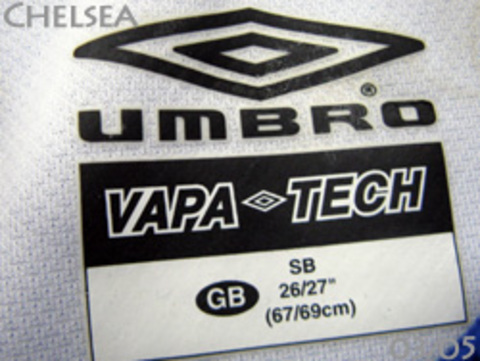 CHELSEA
UMBRO®
VAPA TECH
SB
GB 26/27"
(67/69cm)